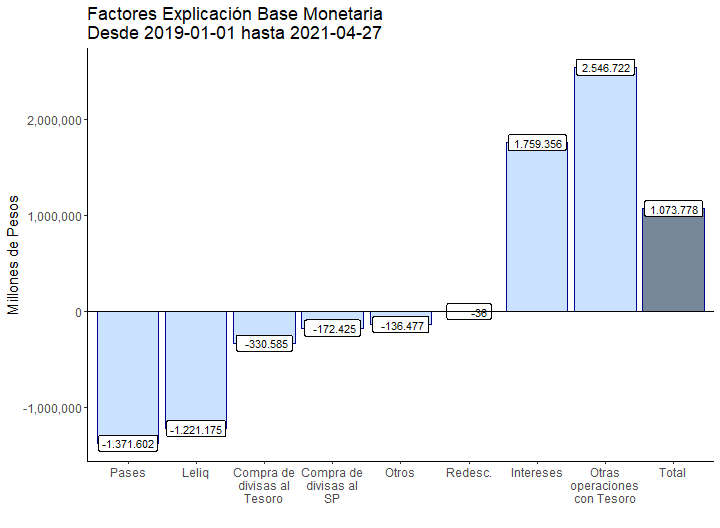 Factores Explicación Base Monetaria
Desde 2019-01-01 hasta 2021-04-27
Millones de Pesos
2,000,000
1,000,000
0
-1,000,000
-1.371.602
-1.221.175
-330.585
-172.425
-136.477
-38
1.759.356
2.546.722
1.073.778
Pases
Leliq
Compra de
divisas al
Tesoro
Compra de
divisas al
SP
Otros
Redesc.
Intereses
Otras
operaciones
con Tesoro
Total